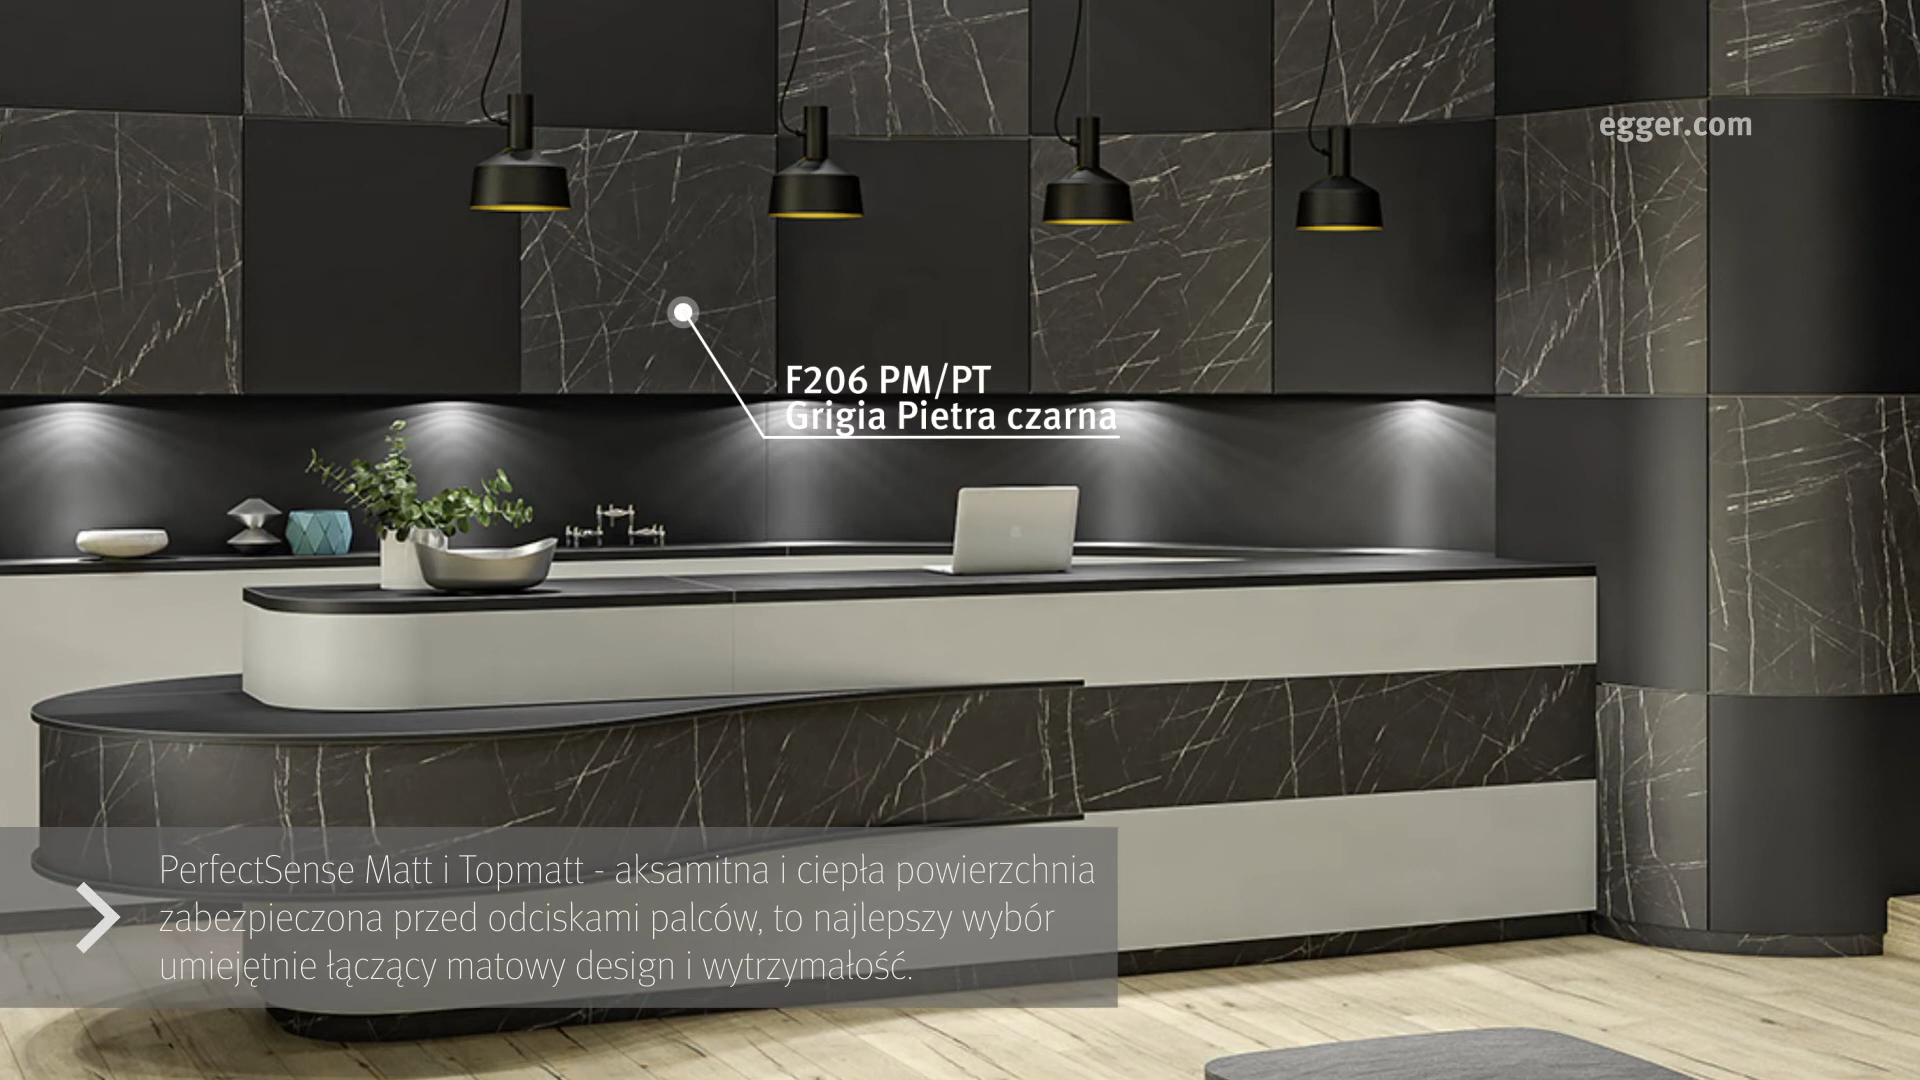 egger.com
F206 PM/PT
Grigia Pietra czarna
PerfectSense Matt i Topmatt - aksamitna i ciepła powierzchnia
zabezpieczona przed odciskami palców, to najlepszy wybór
umiejętnie łączący matowy design i wytrzymałość.